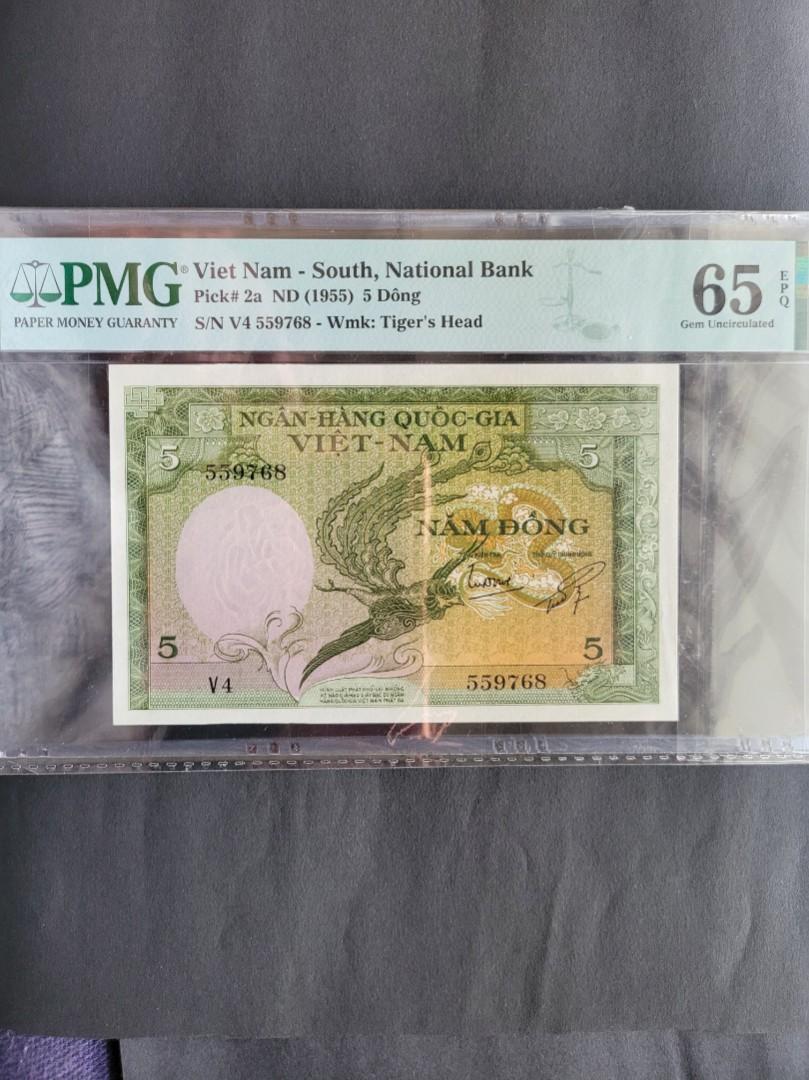 PMG®
PAPER MONEY GUARANTY
Viet Nam - South, National Bank
Pick# 2a ND (1955) 5 Dông
S/N V4 559768 - Wmk: Tiger's Head
65
EPQ
Gem Uncirculated
NGÂN-HÀNG QUỐC-GIA
VIỆT-NAM
5
5
559768
NĂM ĐỒNG
5
5
V4
559768